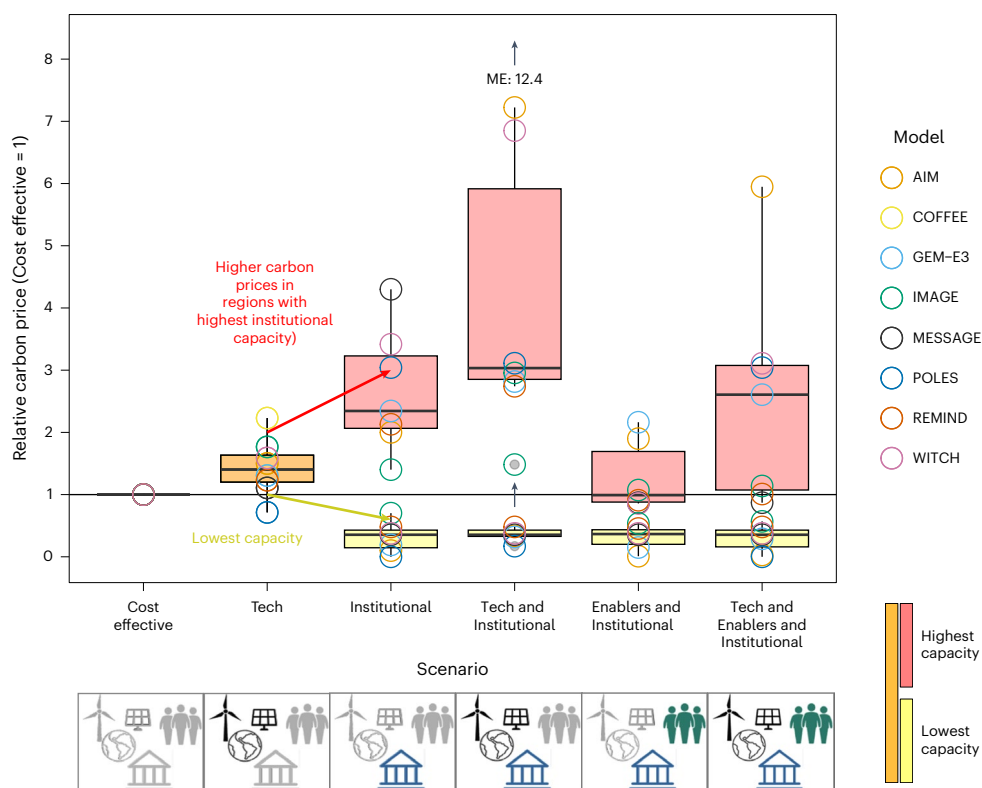 Relative carbon price (Cost effective = 1)
8
7
6
5
4
3
2
1
0
ME: 12.4
Higher carbon
prices in
regions with
highest institutional
capacity)
Lowest capacity
Cost
effective
Tech
Institutional
Tech and
Institutional
Enablers and
Institutional
Tech and
Enablers and
Institutional
Scenario
Model
AIM
COFFEE
GEM–E3
IMAGE
MESSAGE
POLES
REMIND
WITCH
Highest
capacity
Lowest
capacity